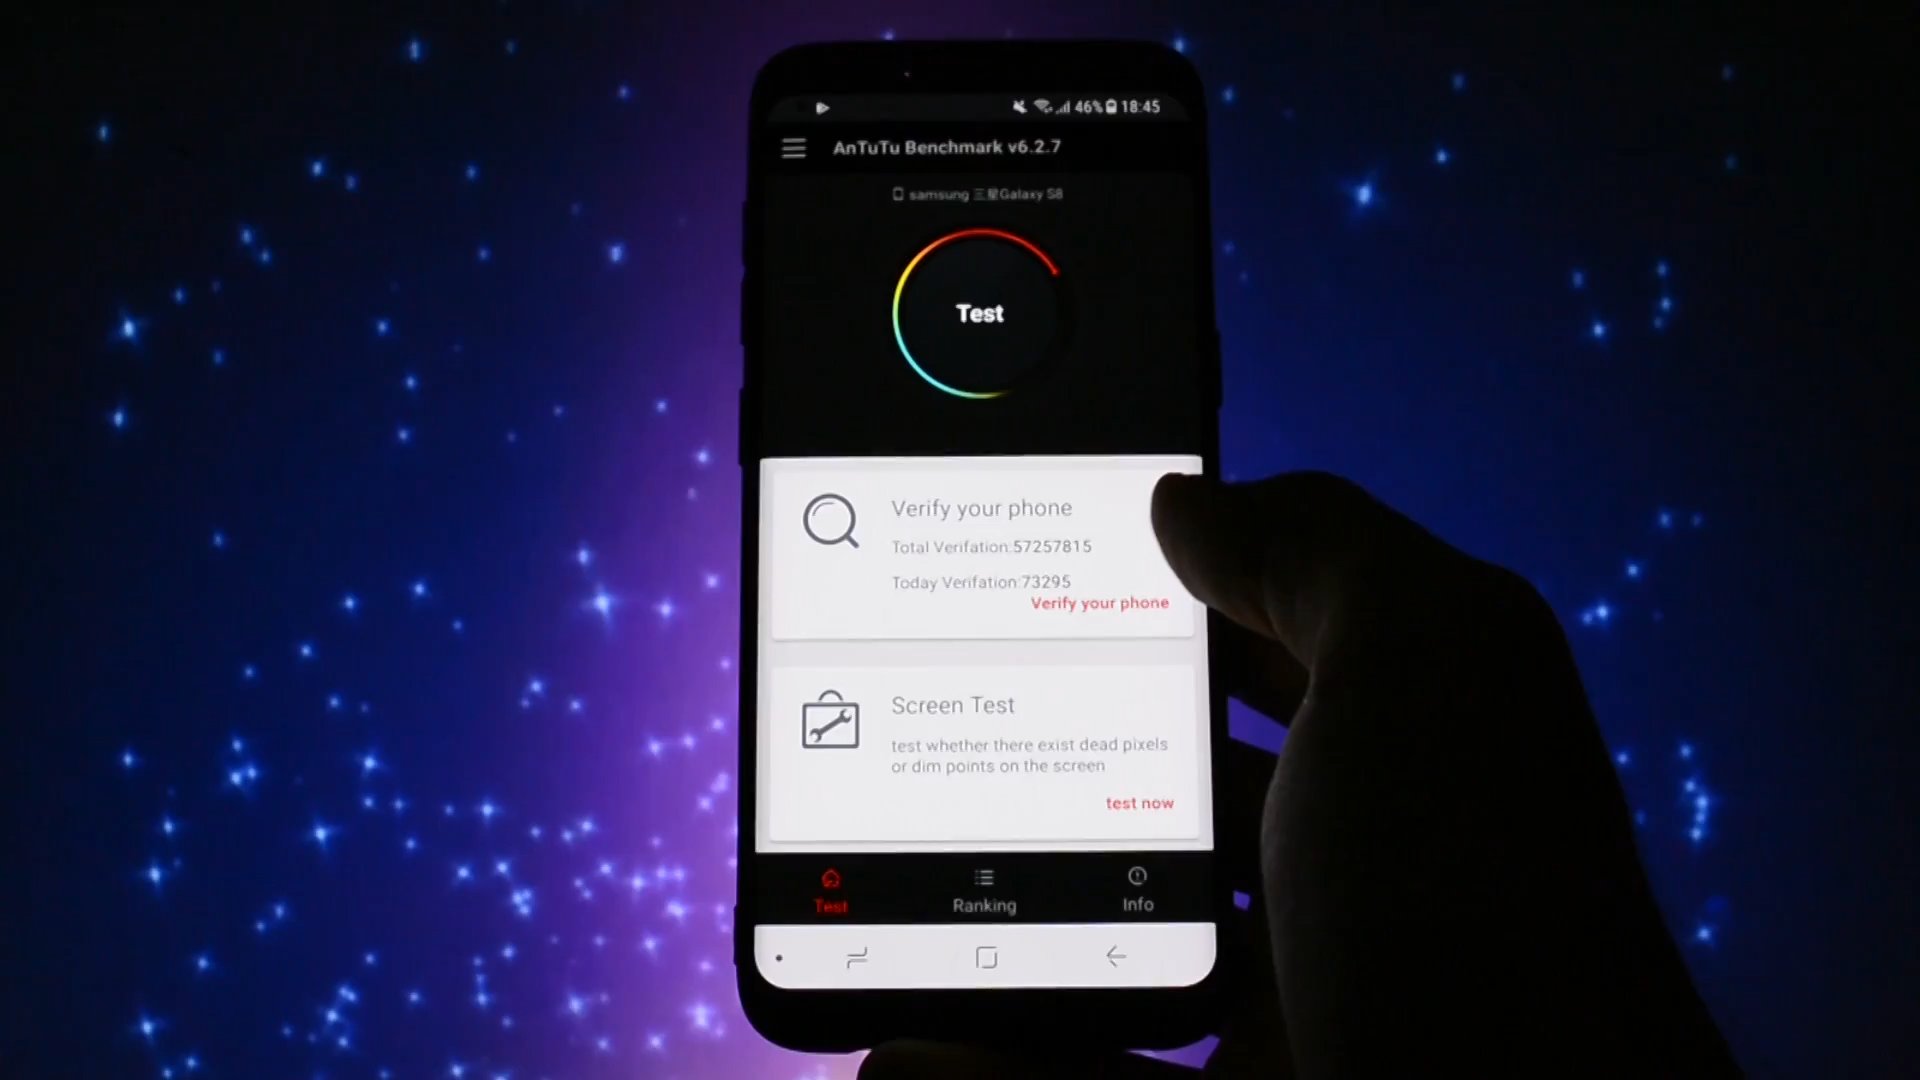 46% 18:45
AnTuTu Benchmark v6.2.7
samsung 三星Galaxy S8
Test
Verify your phone
Total Verifation:57257815
Today Verifation:73295
Verify your phone
Screen Test
test whether there exist dead pixels
or dim points on the screen
test now
Test Ranking Info